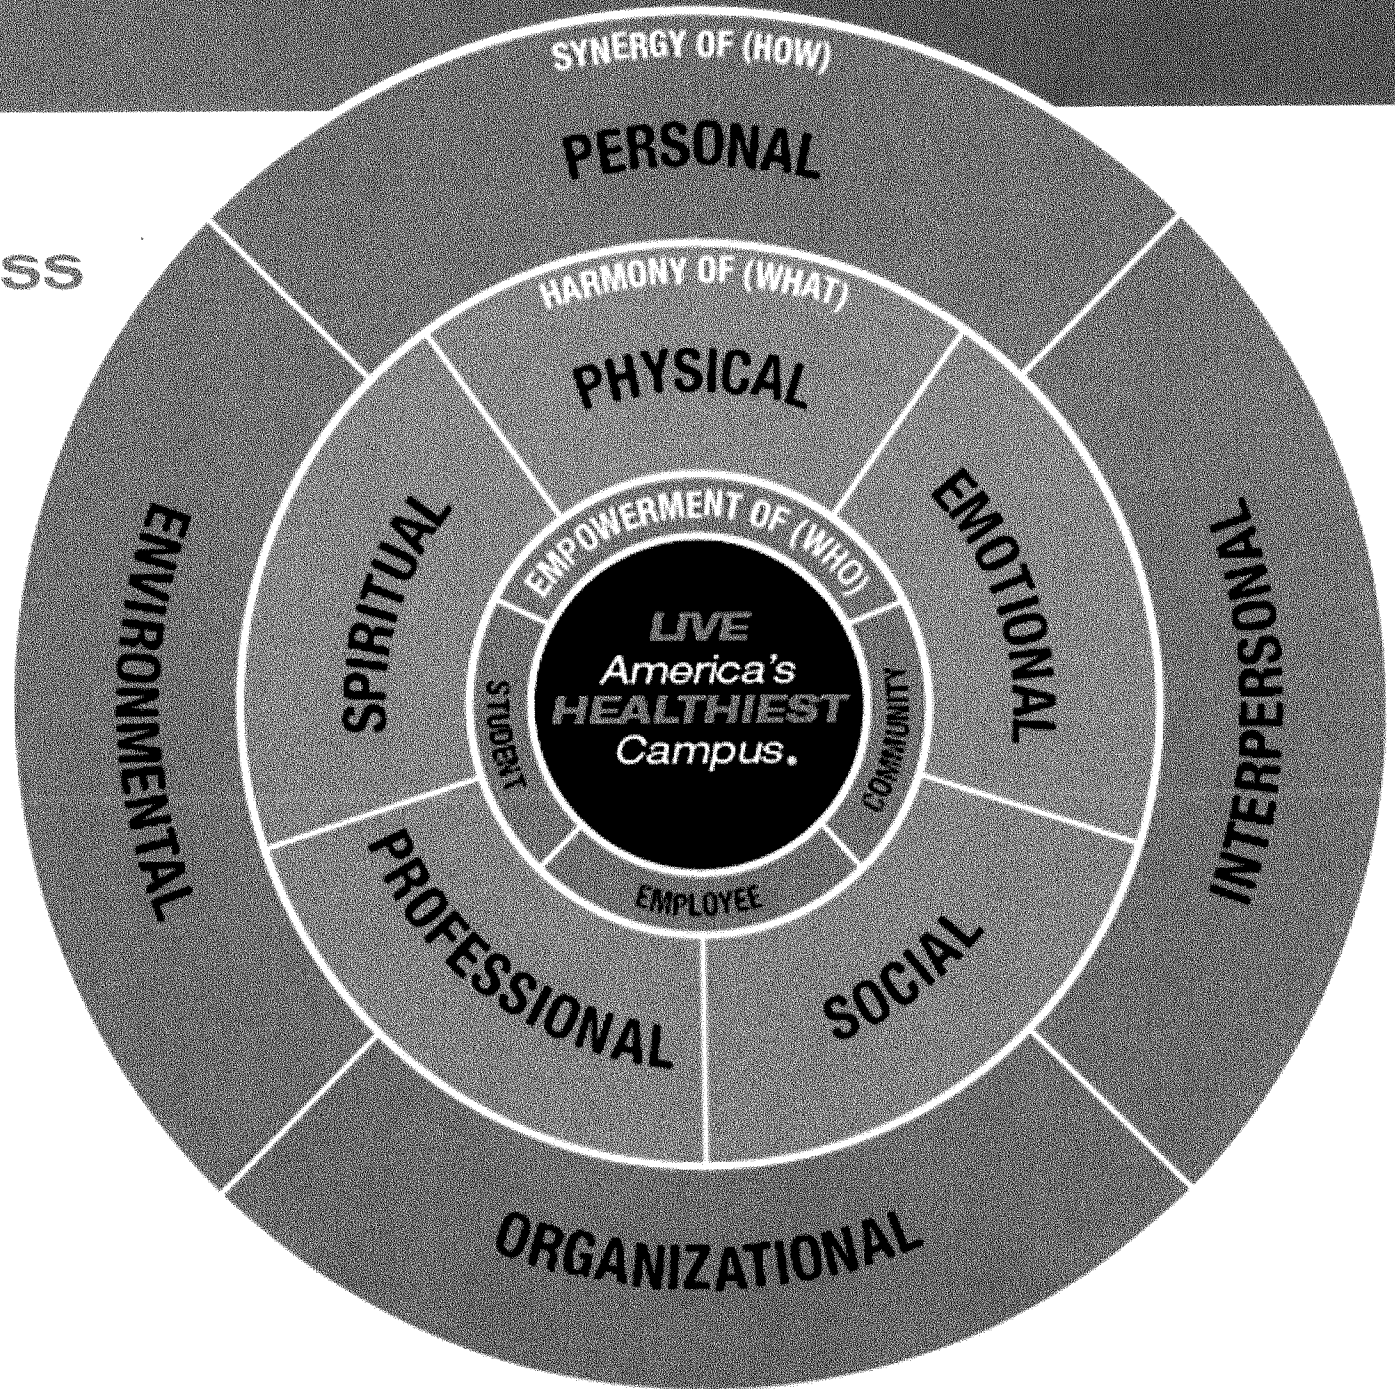 SYNERGY OF (HOW)
PERSONAL
ss
HARMONY OF (WHAT)
PHYSICAL
EMPOWERMENT OF (WHO)
SPIRITUAL
EMOTIONAL
ENVIRONMENTAL
INTERPERSONAL
LIVE
America's
HEALTHIEST
Campus.
STUDENT
COMMUNITY
EMPLOYEE
PROFESSIONAL
SOCIAL
ORGANIZATIONAL